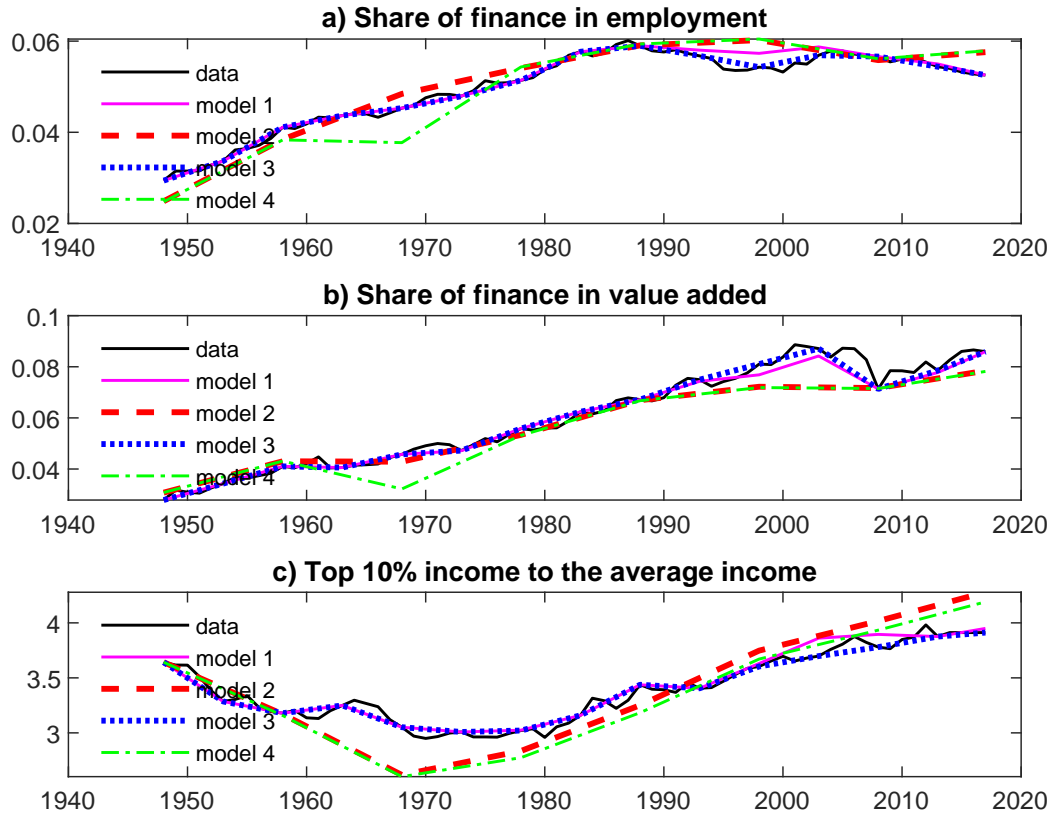 a) Share of finance in employment
0.06
0.04
0.02
data
model 1
model 2
model 3
model 4
1940 1950 1960 1970 1980 1990 2000 2010 2020
b) Share of finance in value added
0.1
0.08
0.06
0.04
data
model 1
model 2
model 3
model 4
1940 1950 1960 1970 1980 1990 2000 2010 2020
c) Top 10% income to the average income
4
3.5
3
data
model 1
model 2
model 3
model 4
1940 1950 1960 1970 1980 1990 2000 2010 2020